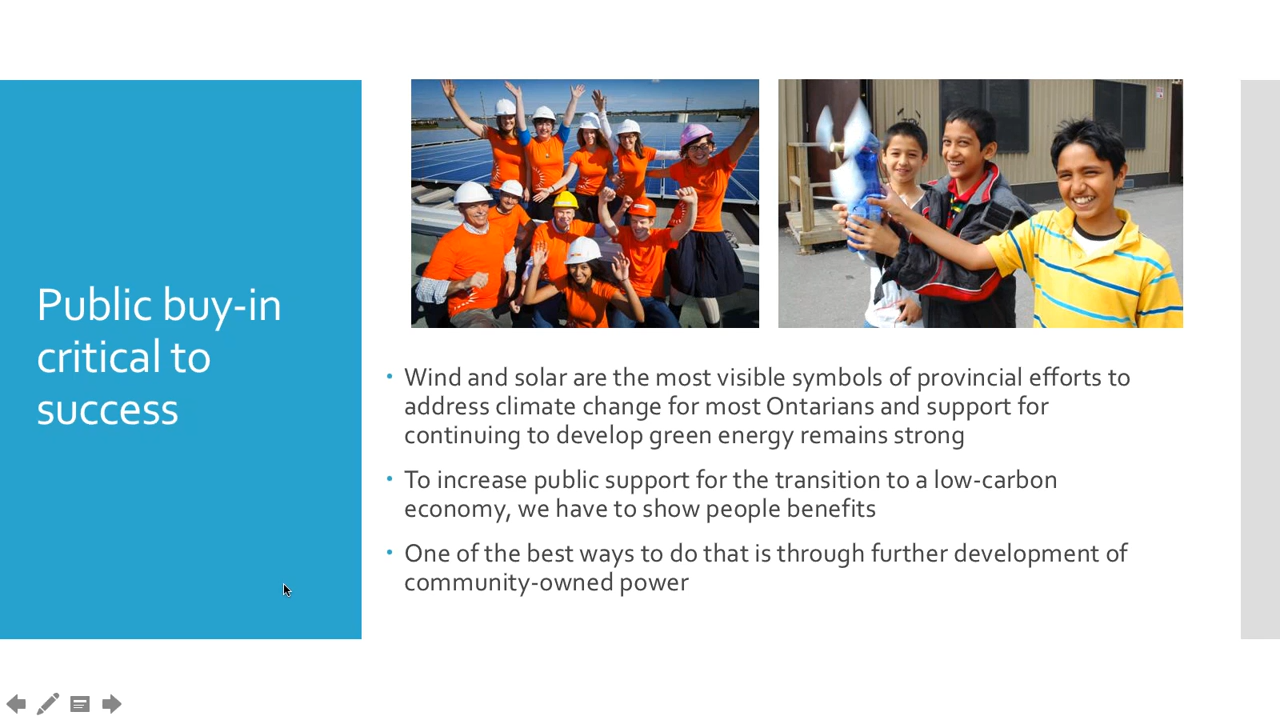 Public buy-in
critical to
success
• Wind and solar are the most visible symbols of provincial efforts to
address climate change for most Ontarians and support for
continuing to develop green energy remains strong
• To increase public support for the transition to a low-carbon
economy, we have to show people benefits
• One of the best ways to do that is through further development of
community-owned power